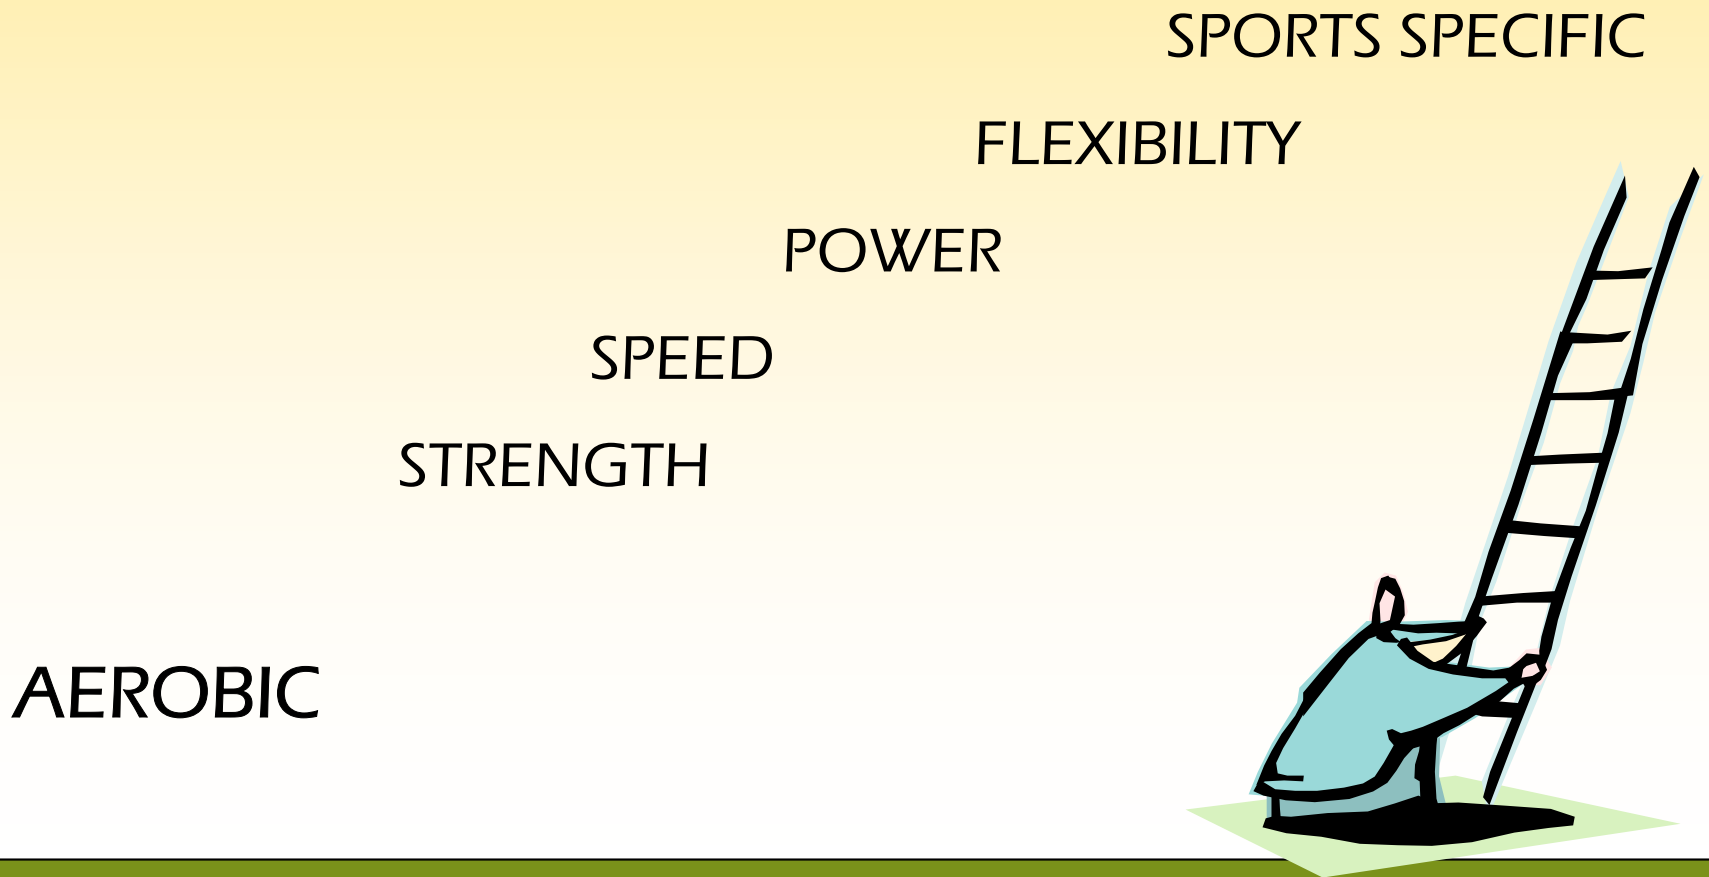 SPORTS SPECIFIC
FLEXIBILITY
POWER
SPEED
STRENGTH
AEROBIC